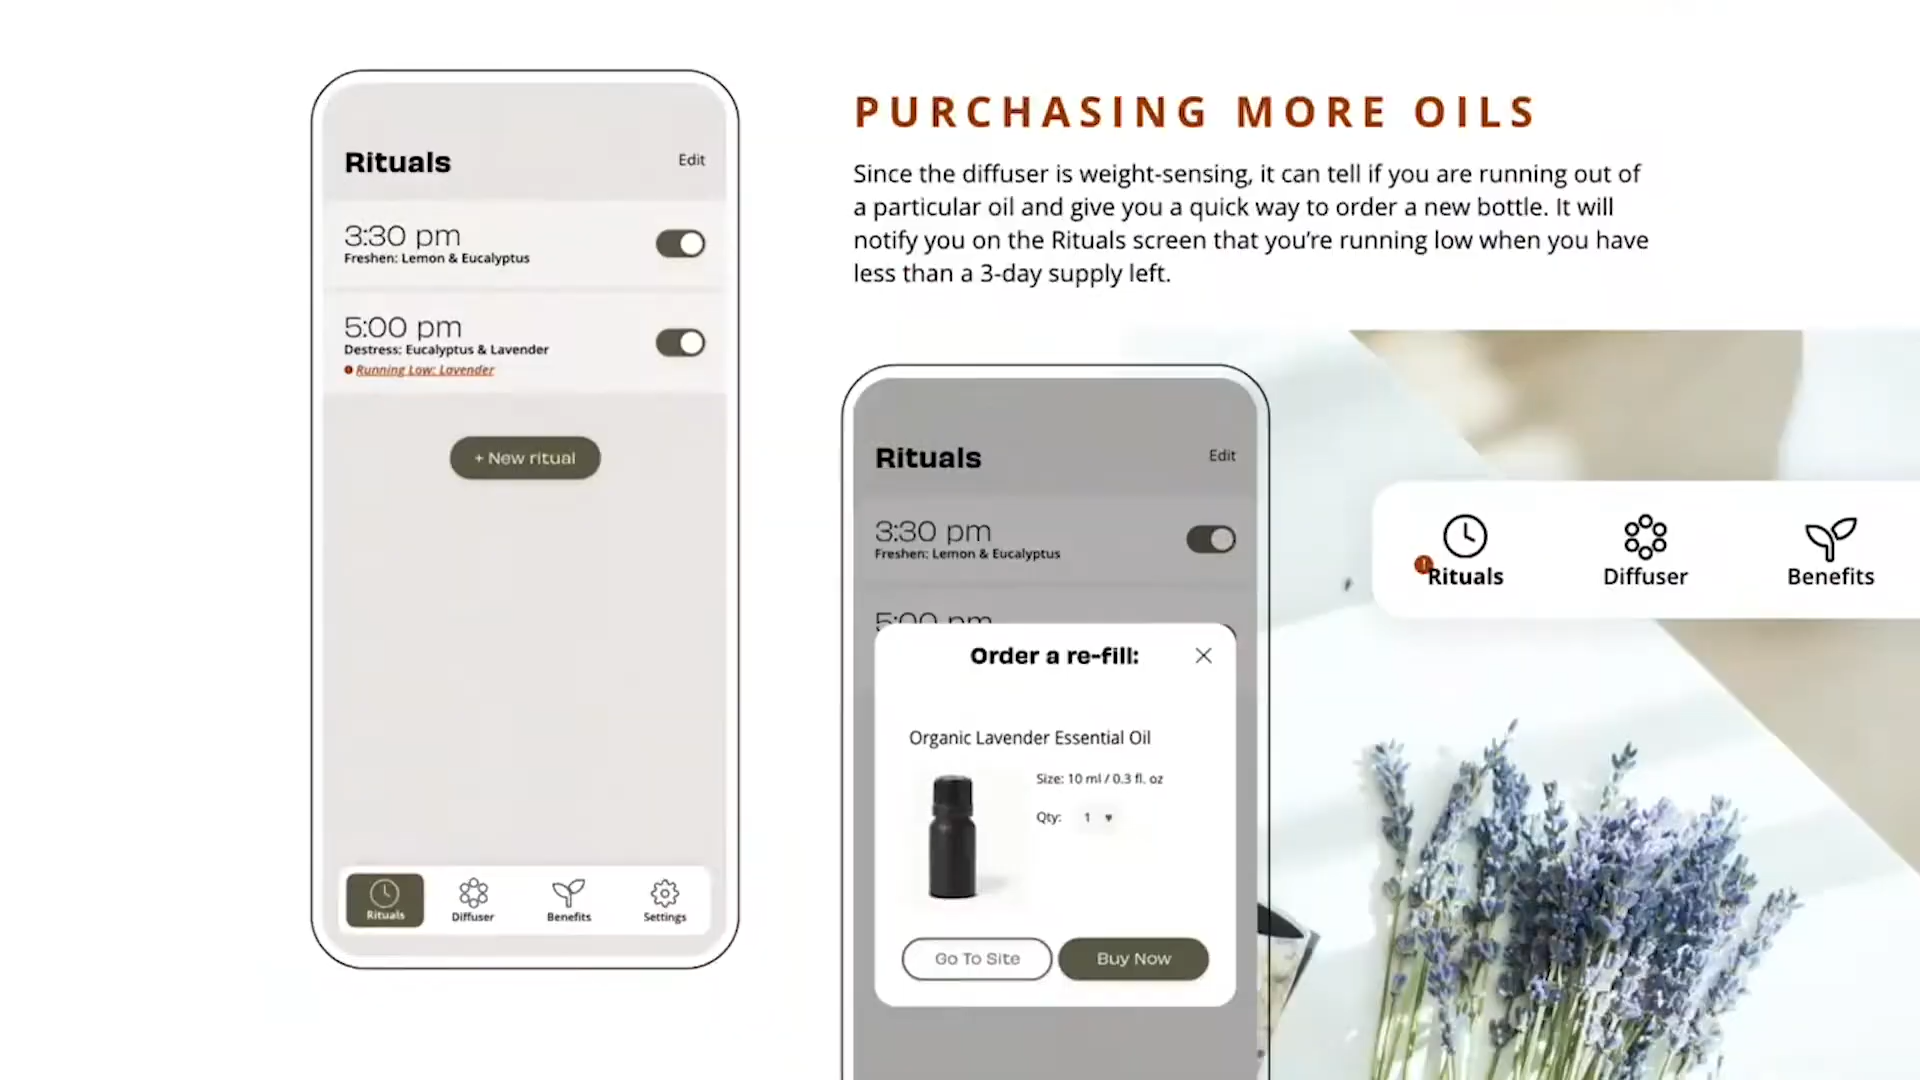 Rituals
Edit
3:30 pm
Freshen: Lemon & Eucalyptus
5:00 pm
Destress: Eucalyptus & Lavender
! Running Low: Lavender
+ New ritual
Rituals
Diffuser
Benefits
Settings
PURCHASING MORE OILS
Since the diffuser is weight-sensing, it can tell if you are running out of
a particular oil and give you a quick way to order a new bottle. It will
notify you on the Rituals screen that you’re running low when you have
less than a 3-day supply left.
Rituals
Edit
3:30 pm
Freshen: Lemon & Eucalyptus
5:00 pm
Order a re-fill:
Organic Lavender Essential Oil
Size: 10 ml / 0.3 fl. oz
Qty: 1
Go To Site
Buy Now
!
Rituals
Diffuser
Benefits